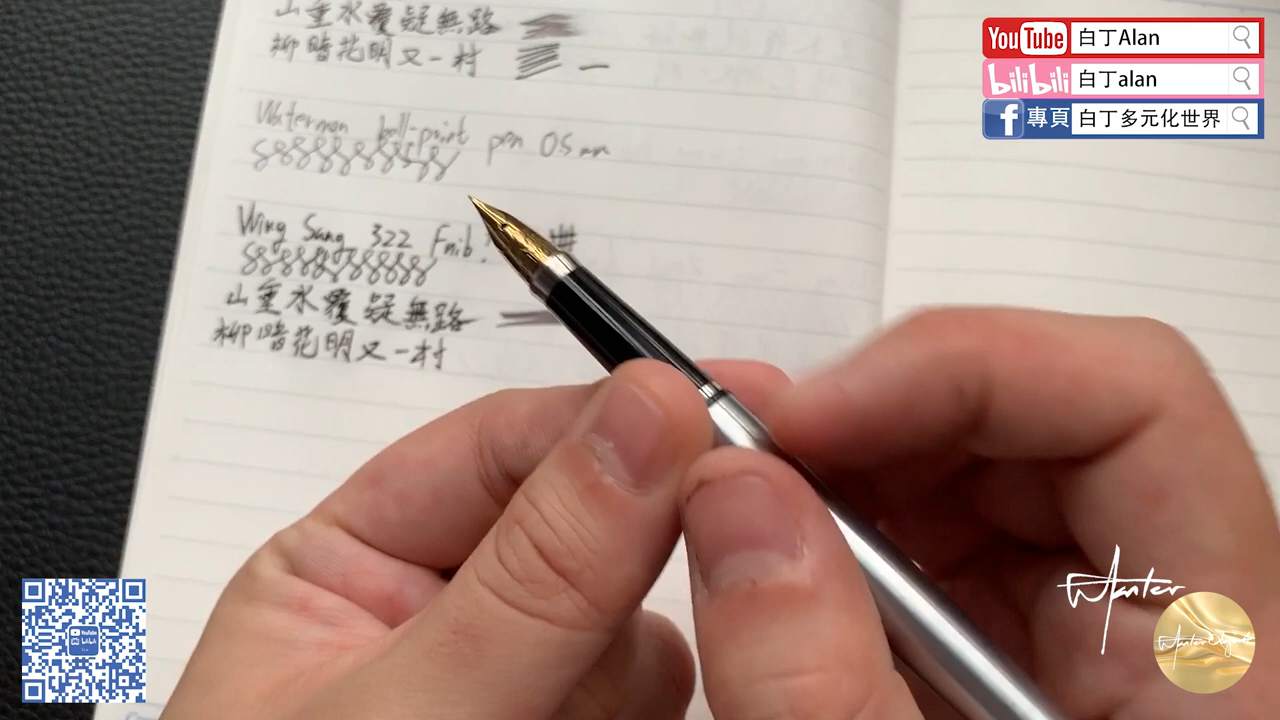 山重水覆疑無路
柳暗花明又一村
Waterman ball-point pen 05
Wing Sung 322 F nib.
山重水覆疑無路
柳暗花明又一村
YouTube 白丁Alan
bilibili 白丁alan
f 專頁 白丁多元化世界